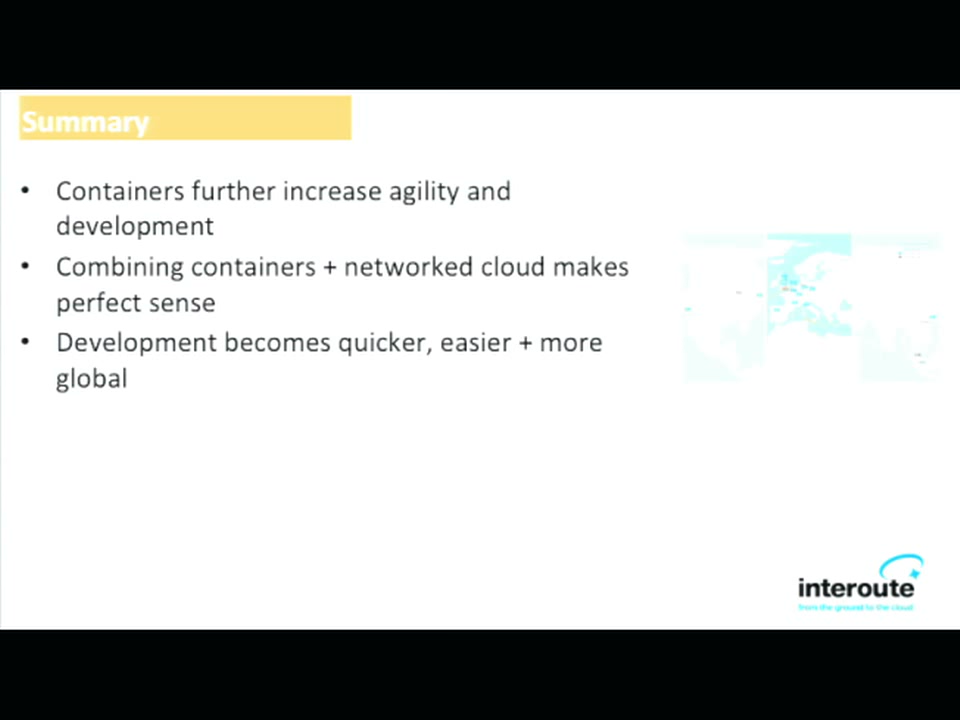 Summary
• Containers further increase agility and
development
• Combining containers + networked cloud makes
perfect sense
• Development becomes quicker, easier + more
global
interoute
from the ground to the cloud